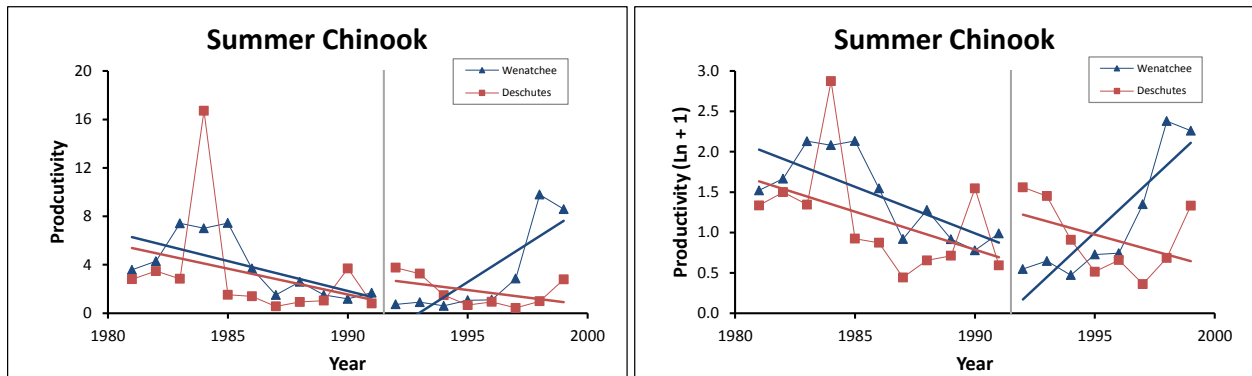 Summer Chinook
Wenatchee
Deschutes
Prodcutivity
20
16
12
8
4
0
1980
1985
1990
1995
2000
Year
Summer Chinook
Wenatchee
Deschutes
Productivity (Ln + 1)
3.0
2.5
2.0
1.5
1.0
0.5
0.0
1980
1985
1990
1995
2000
Year